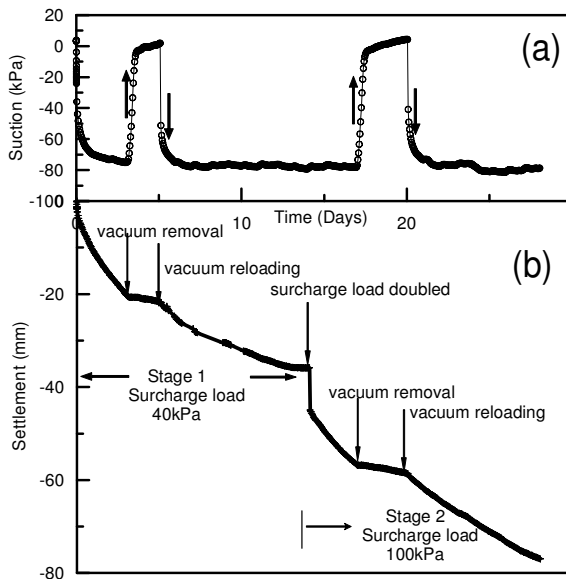 (a)
Suction (kPa)
20
0
-20
-40
-60
-80
-100
0
0
10
20
Time (Days)
(b)
vacuum removal
vacuum reloading
surcharge load doubled
Settlement (mm)
-20
-40
-60
-80
Stage 1
Surcharge load
40kPa
vacuum removal
vacuum reloading
Stage 2
Surcharge load
100kPa